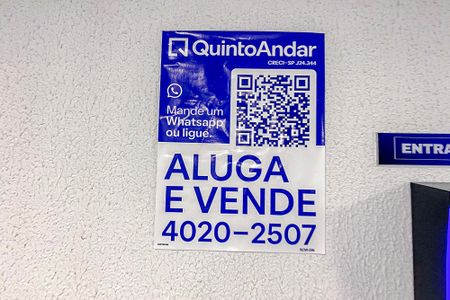 QuintoAndar
CRECI-SP J24.344
Mande um
Whatsapp
ou ligue.
ALUGA
E VENDE
4020-2507
ENTRA